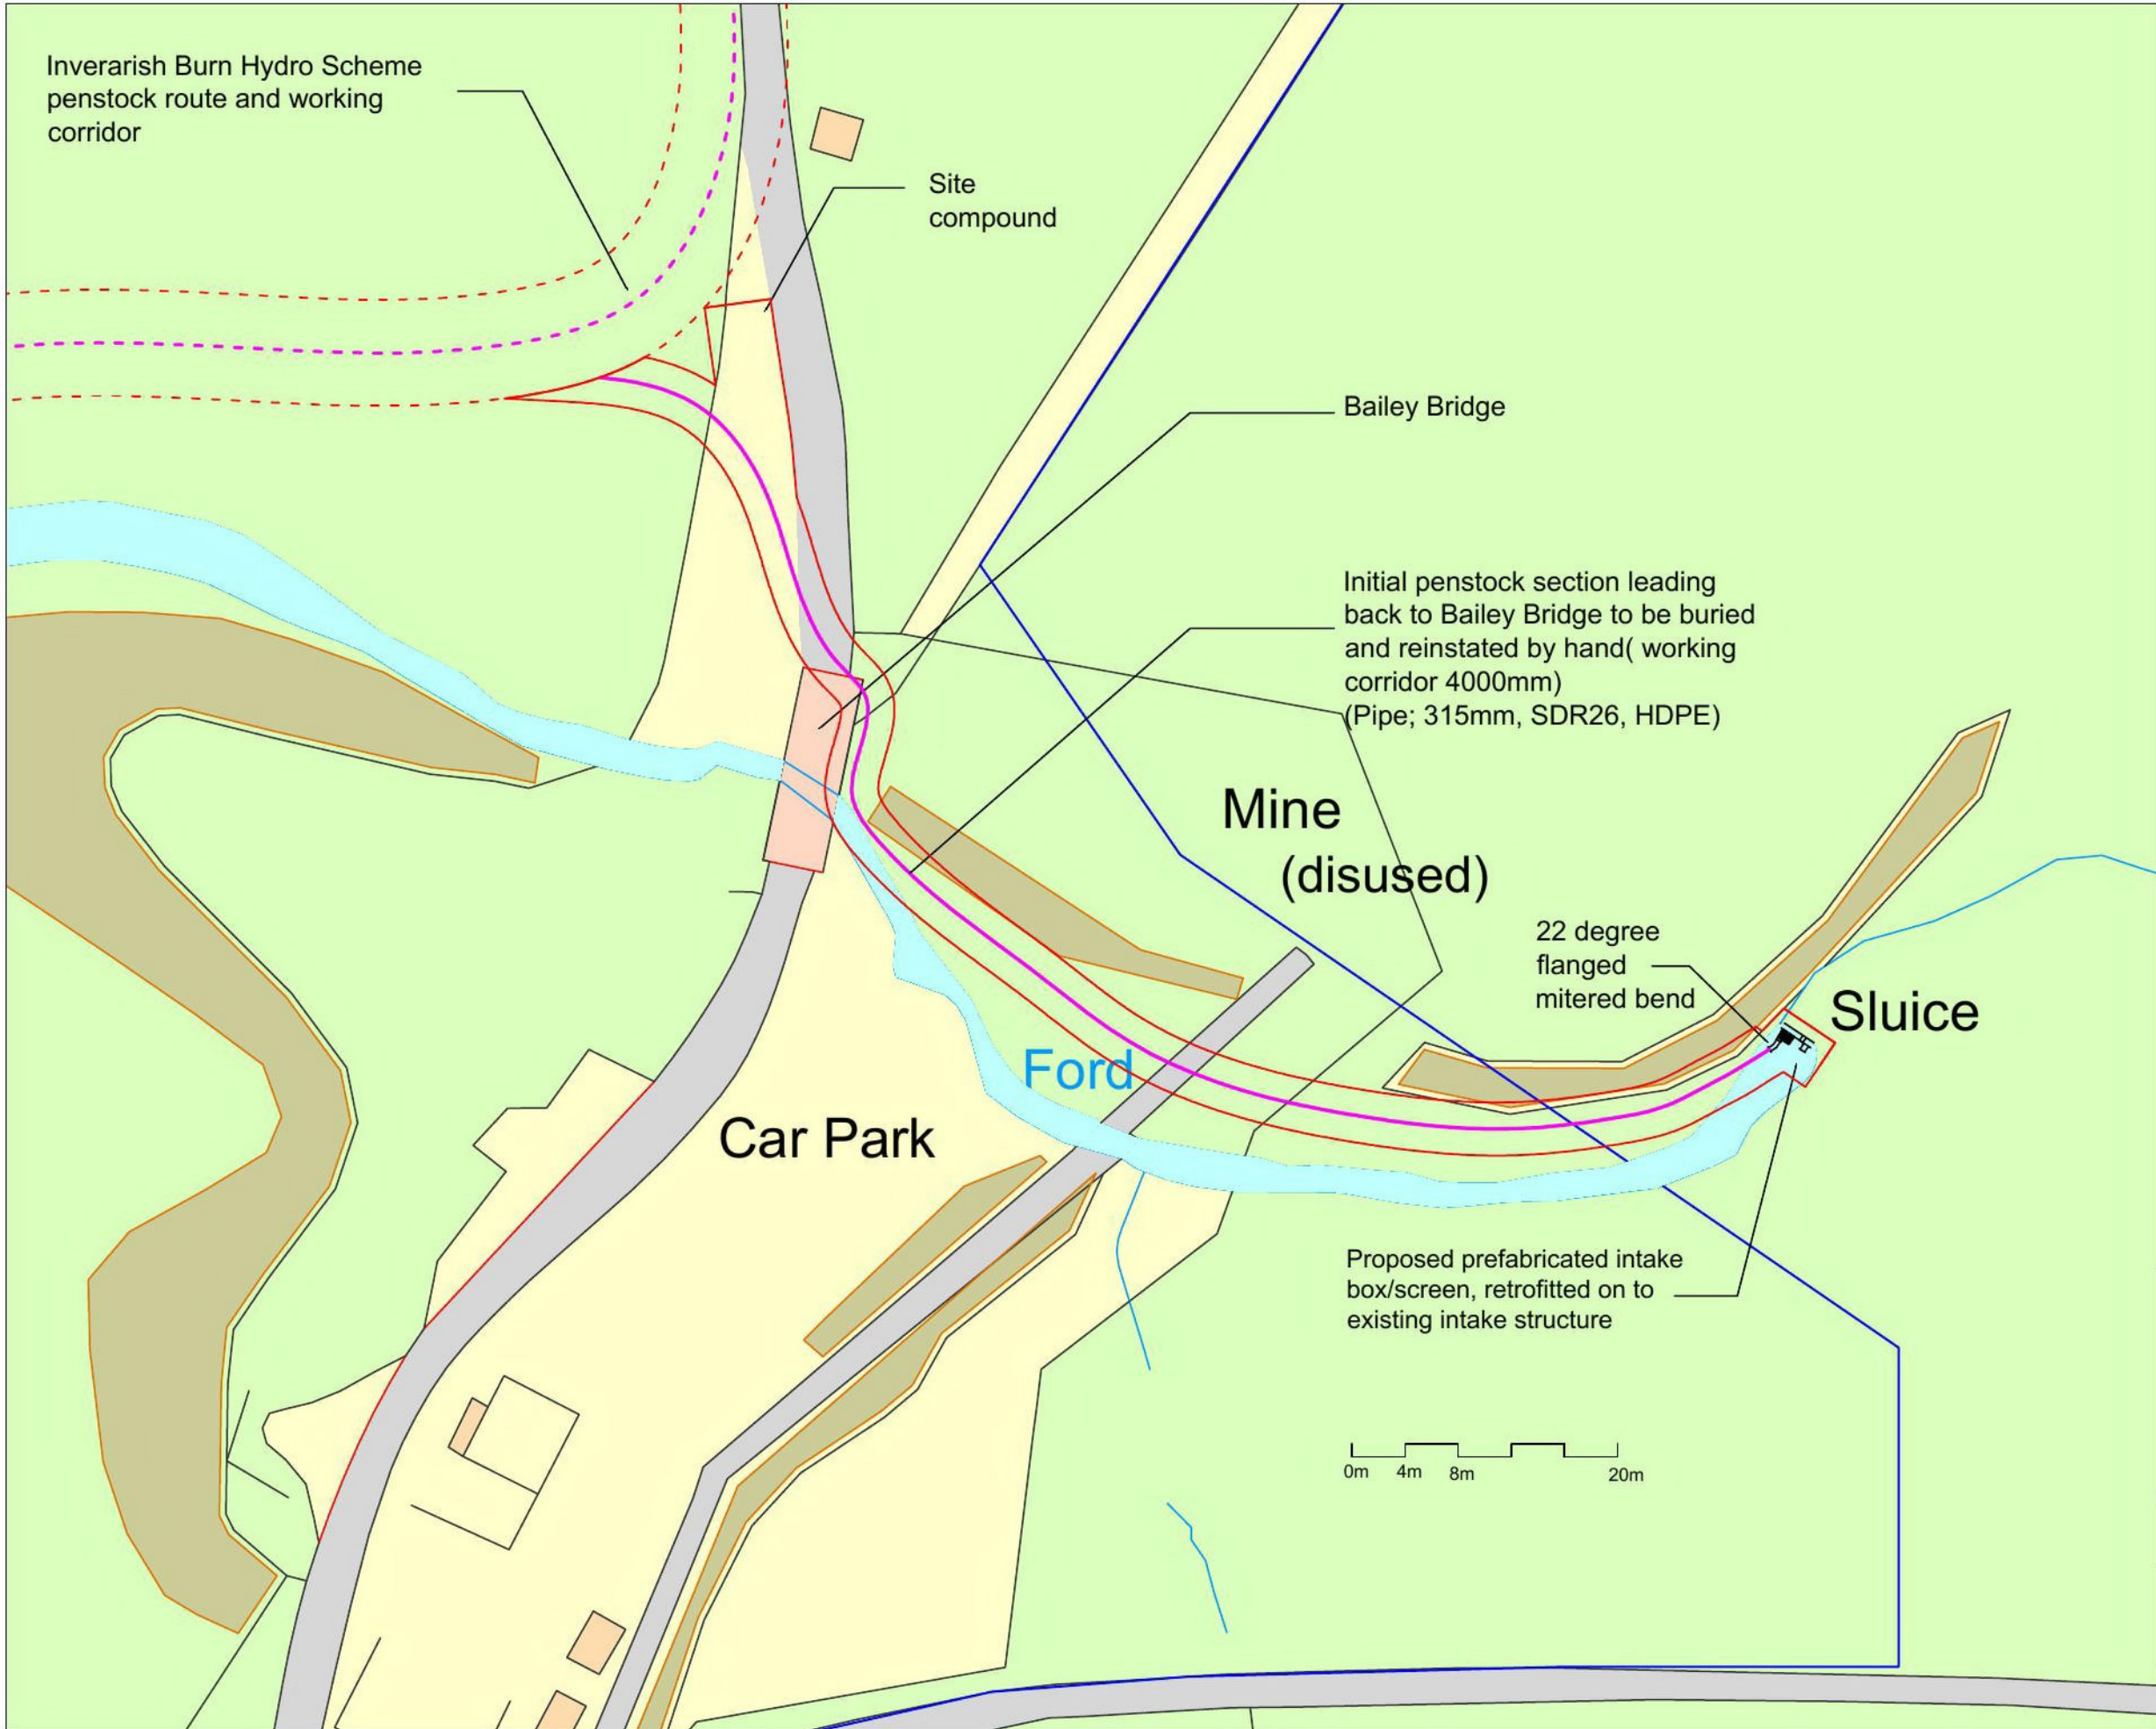 Inverarish Burn Hydro Scheme
penstock route and working
corridor
Site
compound
Bailey Bridge
Initial penstock section leading
back to Bailey Bridge to be buried
and reinstated by hand( working
corridor 4000mm)
(Pipe; 315mm, SDR26, HDPE)
Mine
(disused)
22 degree
flanged
mitered bend
Sluice
Ford
Car Park
Proposed prefabricated intake
box/screen, retrofitted on to
existing intake structure
0m 4m 8m 20m